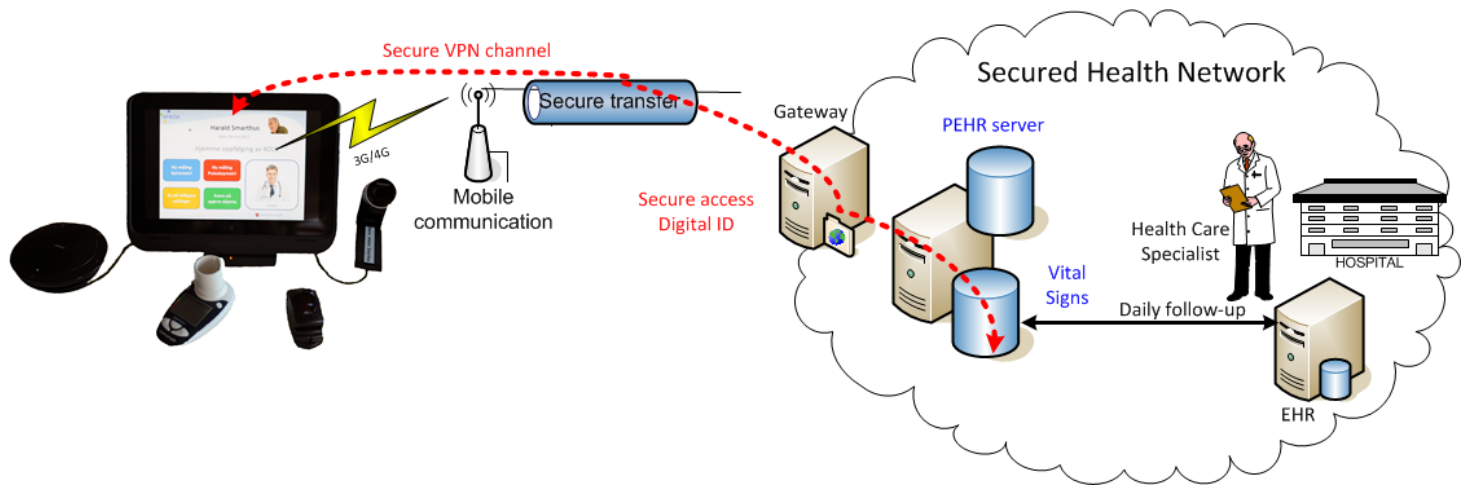 Secure VPN channel
Secured Health Network
Secure transfer
Gateway
PEHR server
Harald Smarthus
3G/4G
Mobile
communication
Secure access
Digital ID
Health Care
Specialist
HOSPITAL
Vital
Signs
Daily follow-up
EHR